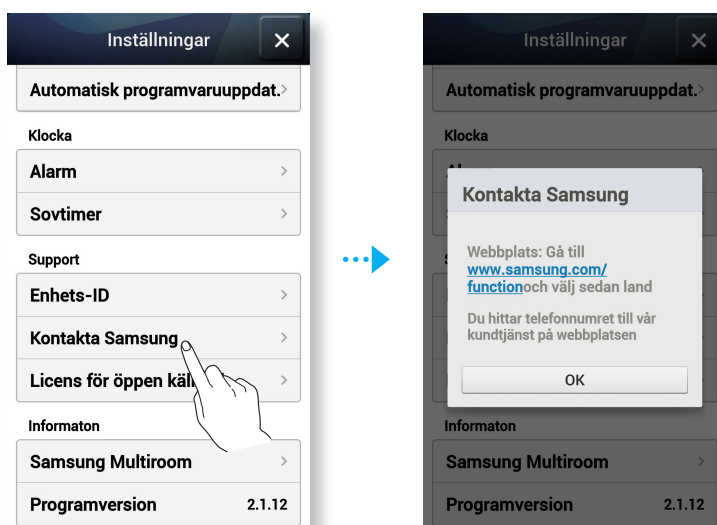 Inställningar
Automatisk programvaruuppdat.
Klocka
Alarm
Sovtimer
Support
Enhets-ID
Kontakta Samsung
Licens för öppen käll
Informaton
Samsung Multiroom
Programversion 2.1.12
Inställningar
Automatisk programvaruuppdat.
Klocka
Kontakta Samsung
Webbplats: Gå till
www.samsung.com/
functionoch välj sedan land
Du hittar telefonnumret till vår
kundtjänst på webbplatsen
OK
Informaton
Samsung Multiroom
Programversion 2.1.12